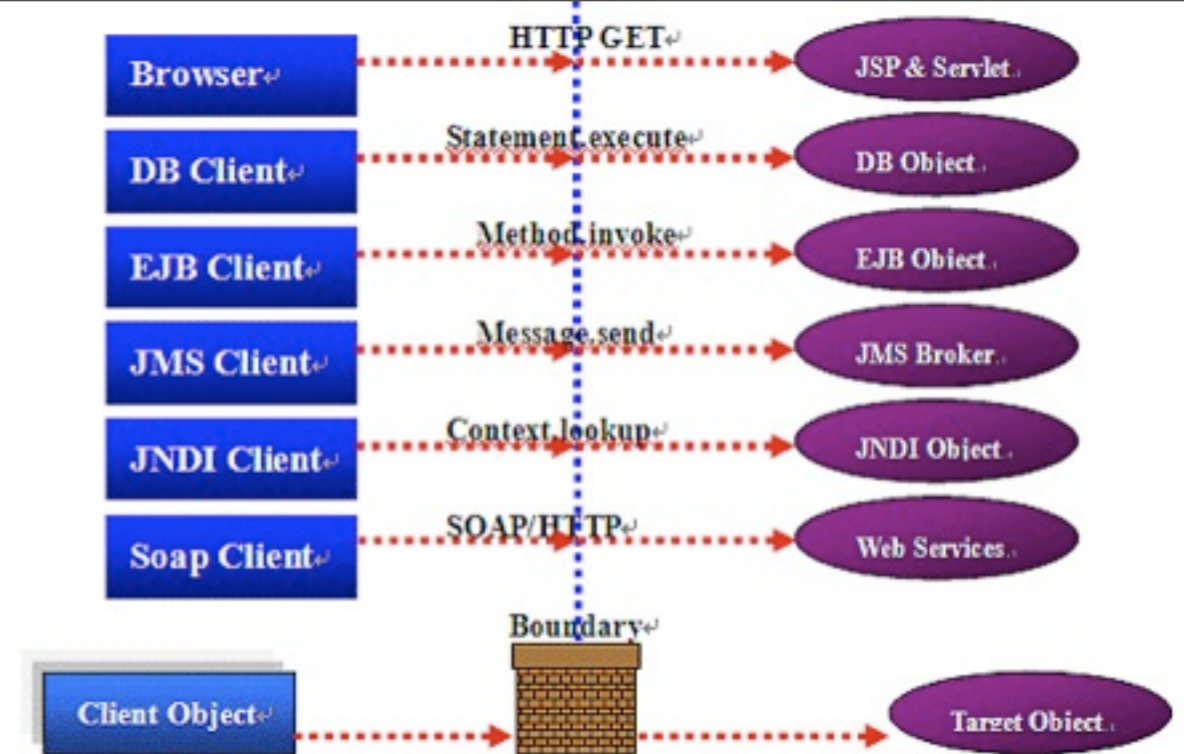 Browser HTTP GET JSP & Servlet
DB Client Statement.execute DB Object
EJB Client Method.invoke EJB Object
JMS Client Message.send JMS Broker
JNDI Client Context.lookup JNDI Object
Soap Client SOAP/HTTP Web Services
Boundary
Client Object Target Object